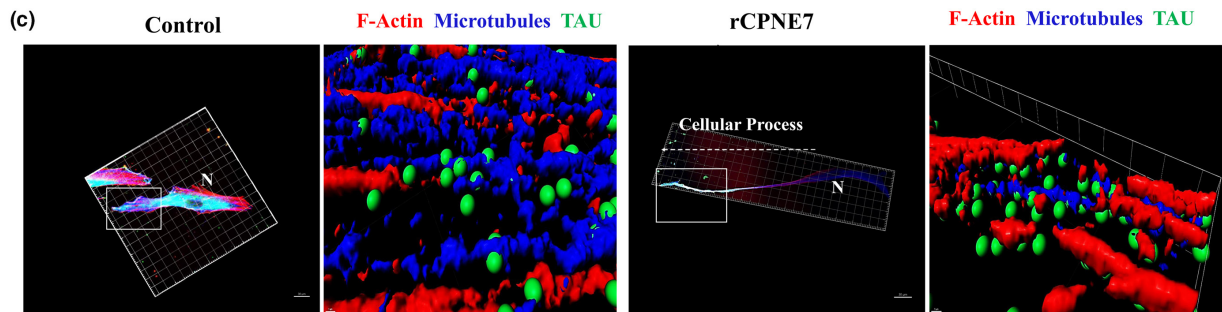 (c)
Control
F-Actin Microtubules TAU
rCPNE7
F-Actin Microtubules TAU
N
Cellular Process
N